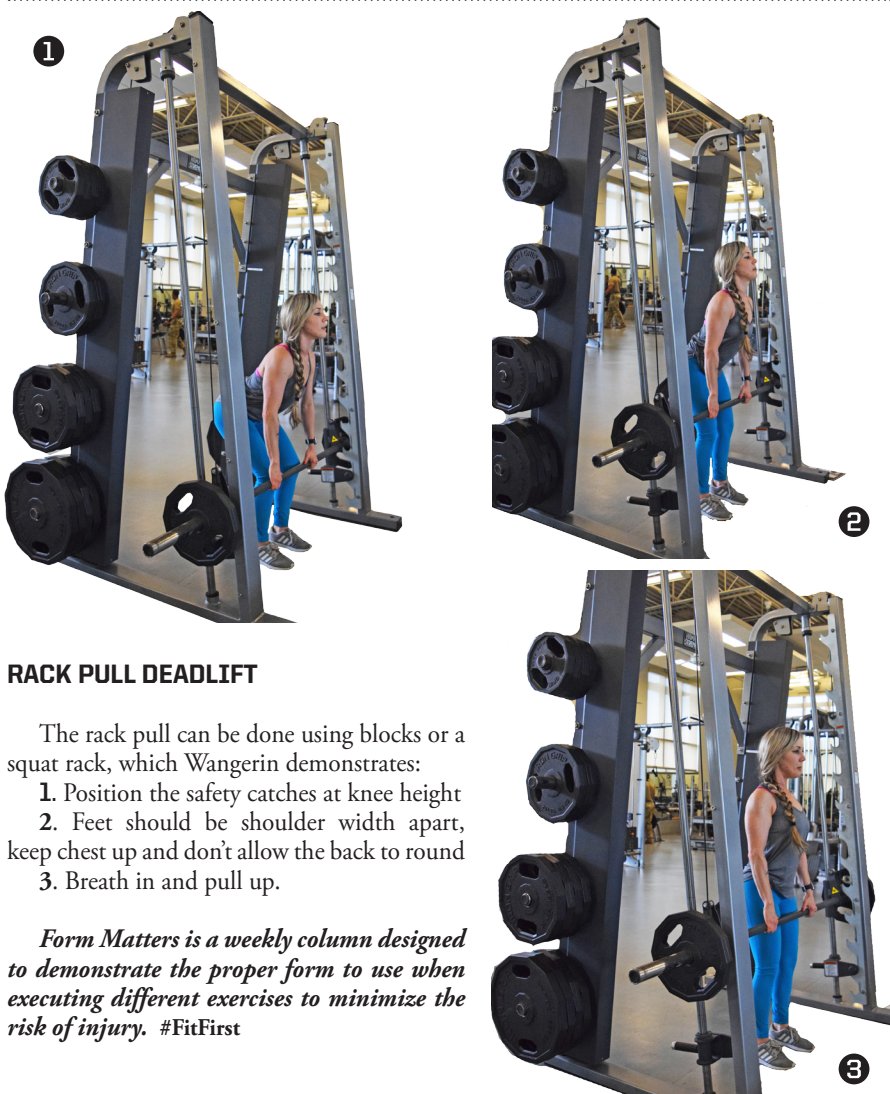 1
2
RACK PULL DEADLIFT
The rack pull can be done using blocks or a
squat rack, which Wangerin demonstrates:
1. Position the safety catches at knee height
2. Feet should be shoulder width apart,
keep chest up and don't allow the back to round
3. Breath in and pull up.
Form Matters is a weekly column designed
to demonstrate the proper form to use when
executing different exercises to minimize the
risk of injury. #FitFirst
3